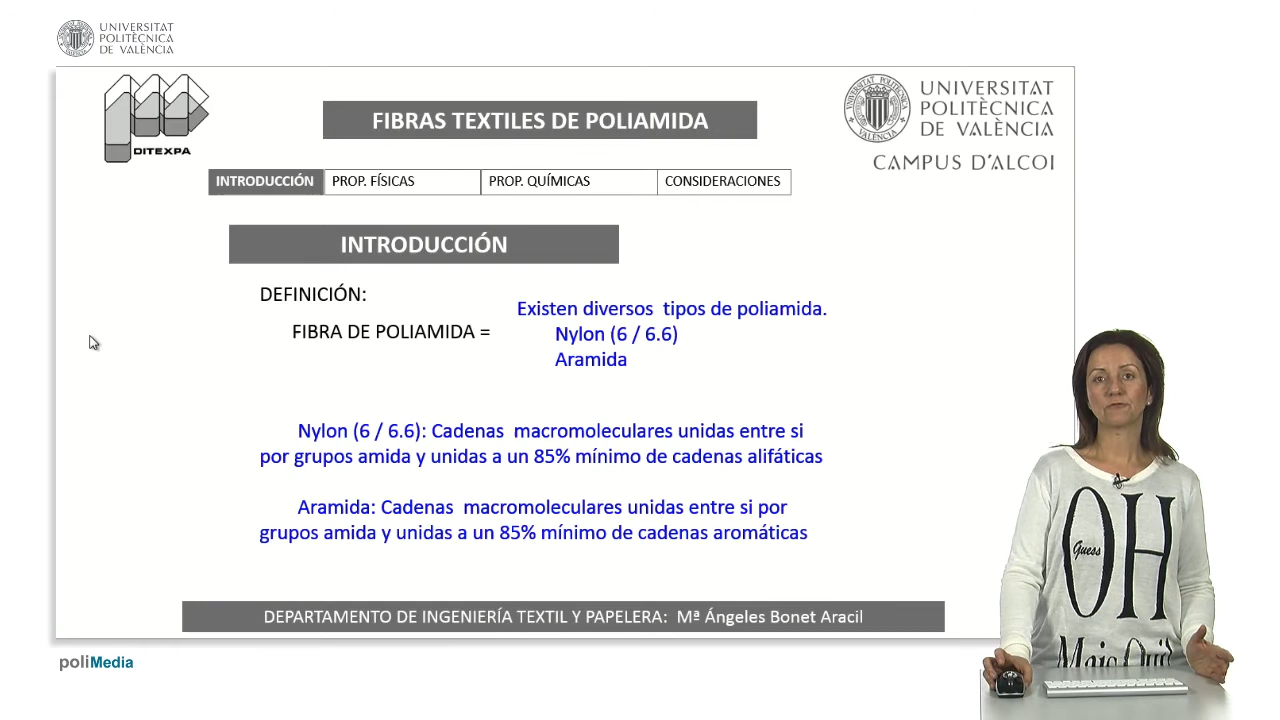 UNIVERSITAT
POLITÈCNICA
DE VALÈNCIA
DITEXPA
FIBRAS TEXTILES DE POLIAMIDA
UNIVERSITAT
POLITÈCNICA
DE VALÈNCIA
CAMPUS D'ALCOI
INTRODUCCIÓN PROP. FÍSICAS PROP. QUÍMICAS CONSIDERACIONES
INTRODUCCIÓN
DEFINICIÓN:
FIBRA DE POLIAMIDA =
Existen diversos tipos de poliamida.
Nylon (6 / 6.6)
Aramida
Nylon (6 / 6.6): Cadenas macromoleculares unidas entre si
por grupos amida y unidas a un 85% mínimo de cadenas alifáticas
Aramida: Cadenas macromoleculares unidas entre si por
grupos amida y unidas a un 85% mínimo de cadenas aromáticas
DEPARTAMENTO DE INGENIERÍA TEXTIL Y PAPELERA: Mª Ángeles Bonet Aracil
poliMedia
OH
Guess
Mais Oui!